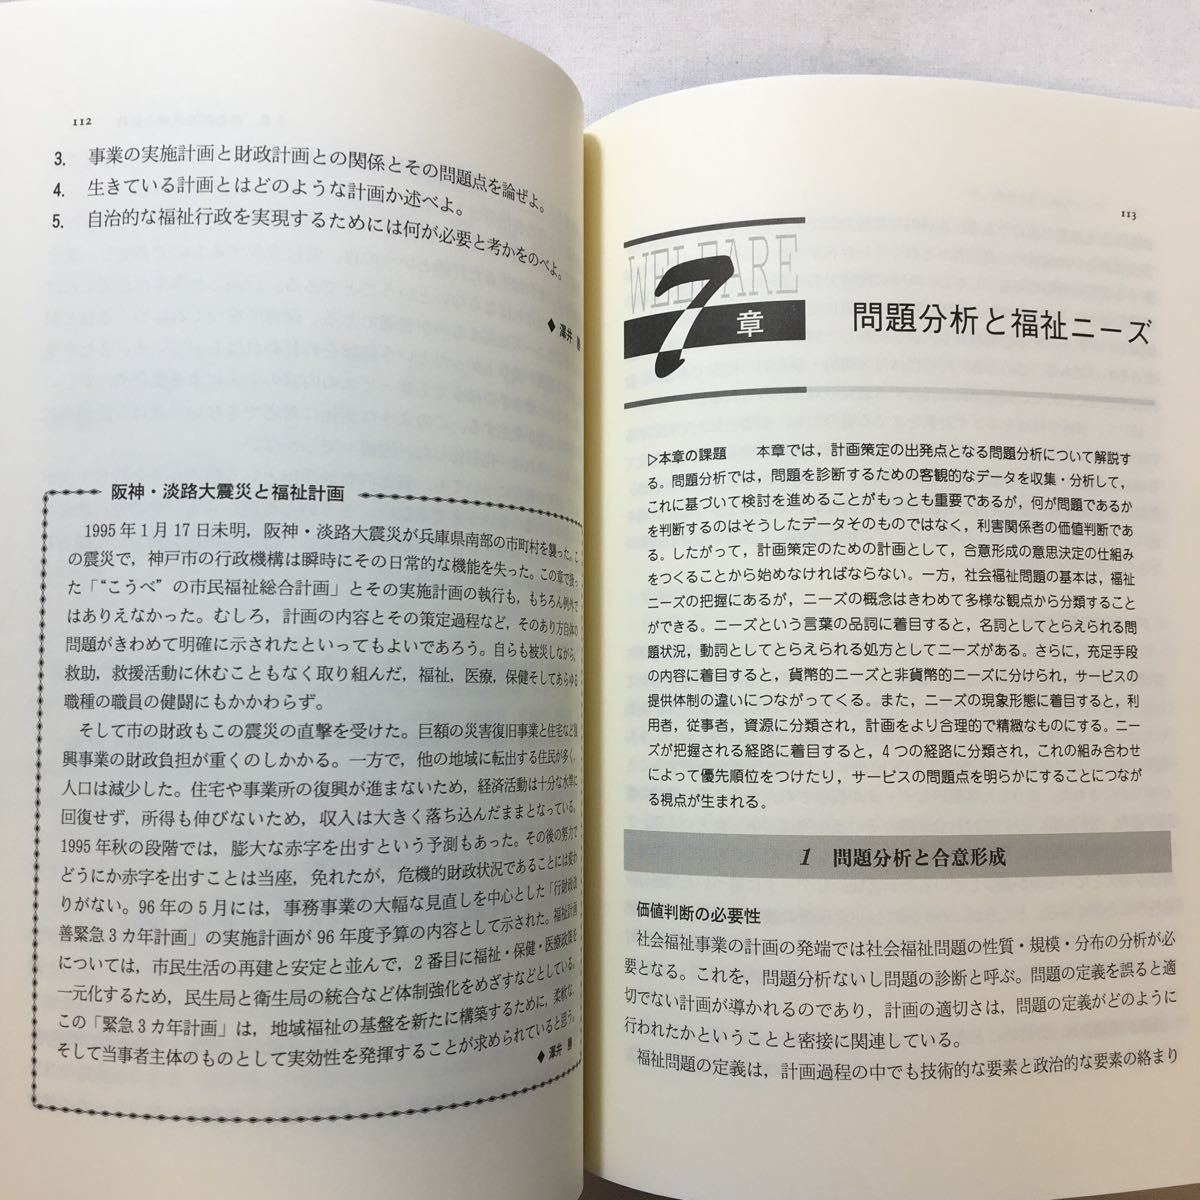 112
3. 事業の実施計画と財政計画との関係とその問題点を論ぜよ。
4. 生きている計画とはどのような計画か述べよ。
5. 自治的な福祉行政を実現するためには何が必要と考かをのべよ。
◆澤井 勝
阪神・淡路大震災と福祉計画
1995年1月17日未明，阪神・淡路大震災が兵庫県南部の市町村を襲った。こ
の震災で，神戸市の行政機構は瞬時にその日常的な機能を失った。この章で扱っ
た「“こうべ”の市民福祉総合計画」とその実施計画の執行も，もちろん例外で
はありえなかった。むしろ，計画の内容とその策定過程など，そのあり方自体の
問題がきわめて明確に示されたといってもよいであろう。自らも被災しながら，
救助，救援活動に休むこともなく取り組んだ，福祉，医療，保健そしてあらゆる
職種の職員の健闘にもかかわらず。
そして市の財政もこの震災の直撃を受けた。巨額の災害復旧事業と住宅など復
興事業の財政負担が重くのしかかる。一方で，他の地域に転出する住民が多く，
人口は減少した。住宅や事業所の復興が進まないため，経済活動は十分な水準に
回復せず，所得も伸びないため，収入は大きく落ち込んだままとなっている。
1995年秋の段階では，膨大な赤字を出すという予測もあった。その後の努力で
どうにか赤字を出すことは当座，免れたが，危機的財政状況であることには変わ
りがない。96年の5月には，事務事業の大幅な見直しを中心とした「行財政改
善緊急3カ年計画」の実施計画が96年度予算の内容として示された。福祉計画
については，市民生活の再建と安定と並んで，2番目に福祉・保健・医療政策を
一元化するため，民生局と衛生局の統合など体制強化をめざすなどとしている。
この「緊急3カ年計画」は，地域福祉の基盤を新たに構築するために，柔軟な，
そして当事者主体のものとして実効性を発揮することが求められていると思う。
◆澤井 勝
113
WELFARE
7章
問題分析と福祉ニーズ
▷本章の課題 本章では，計画策定の出発点となる問題分析について解説す
る。問題分析では，問題を診断するための客観的なデータを収集・分析して，
これに基づいて検討を進めることがもっとも重要であるが，何が問題であるか
を判断するのはそうしたデータそのものではなく，利害関係者の価値判断であ
る。したがって，計画策定のための計画として，合意形成の意思決定の仕組み
をつくることから始めなければならない。一方，社会福祉問題の基本は，福祉
ニーズの把握にあるが，ニーズの概念はきわめて多様な観点から分類すること
ができる。ニーズという言葉の品詞に着目すると，名詞としてとらえられる問
題状況，動詞としてとらえられる処方としてニーズがある。さらに，充足手段
の内容に着目すると，貨幣的ニーズと非貨幣的ニーズに分けられ，サービスの
提供体制の違いにつながってくる。また，ニーズの現象形態に着目すると，利
用者，従事者，資源に分類され，計画をより合理的で精緻なものにする。ニー
ズが把握される経路に着目すると，4つの経路に分類され，これの組み合わせ
によって優先順位をつけたり，サービスの問題点を明らかにすることにつなが
る視点が生まれる。
1 問題分析と合意形成
価値判断の必要性
社会福祉事業の計画の発端では社会福祉問題の性質・規模・分布の分析が必
要となる。これを，問題分析ないし問題の診断と呼ぶ。問題の定義を誤ると適
切でない計画が導かれるのであり，計画の適切さは，問題の定義がどのように
行われたかということと密接に関連している。
福祉問題の定義は，計画過程の中でも技術的な要素と政治的な要素の絡まり